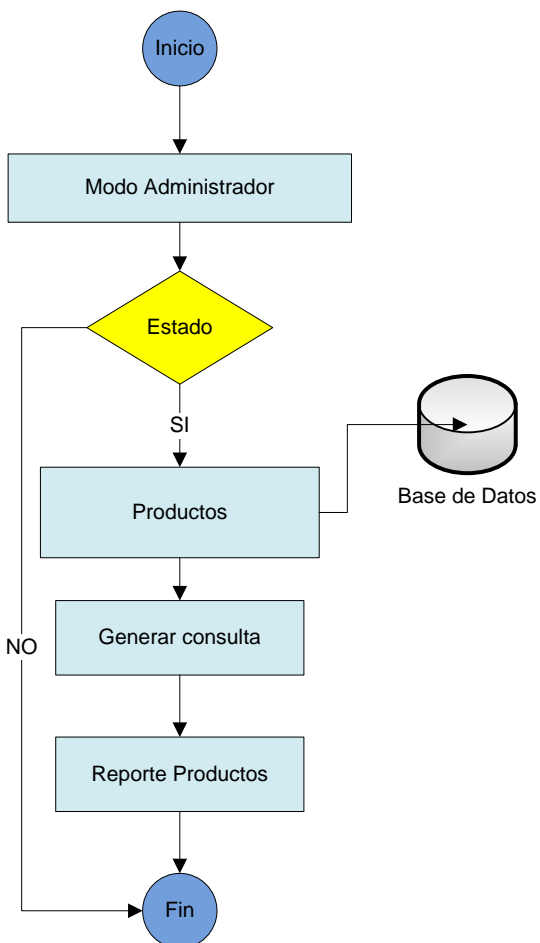 Inicio
Modo Administrador
Estado
SI
Productos
Base de Datos
Generar consulta
NO
Reporte Productos
Fin